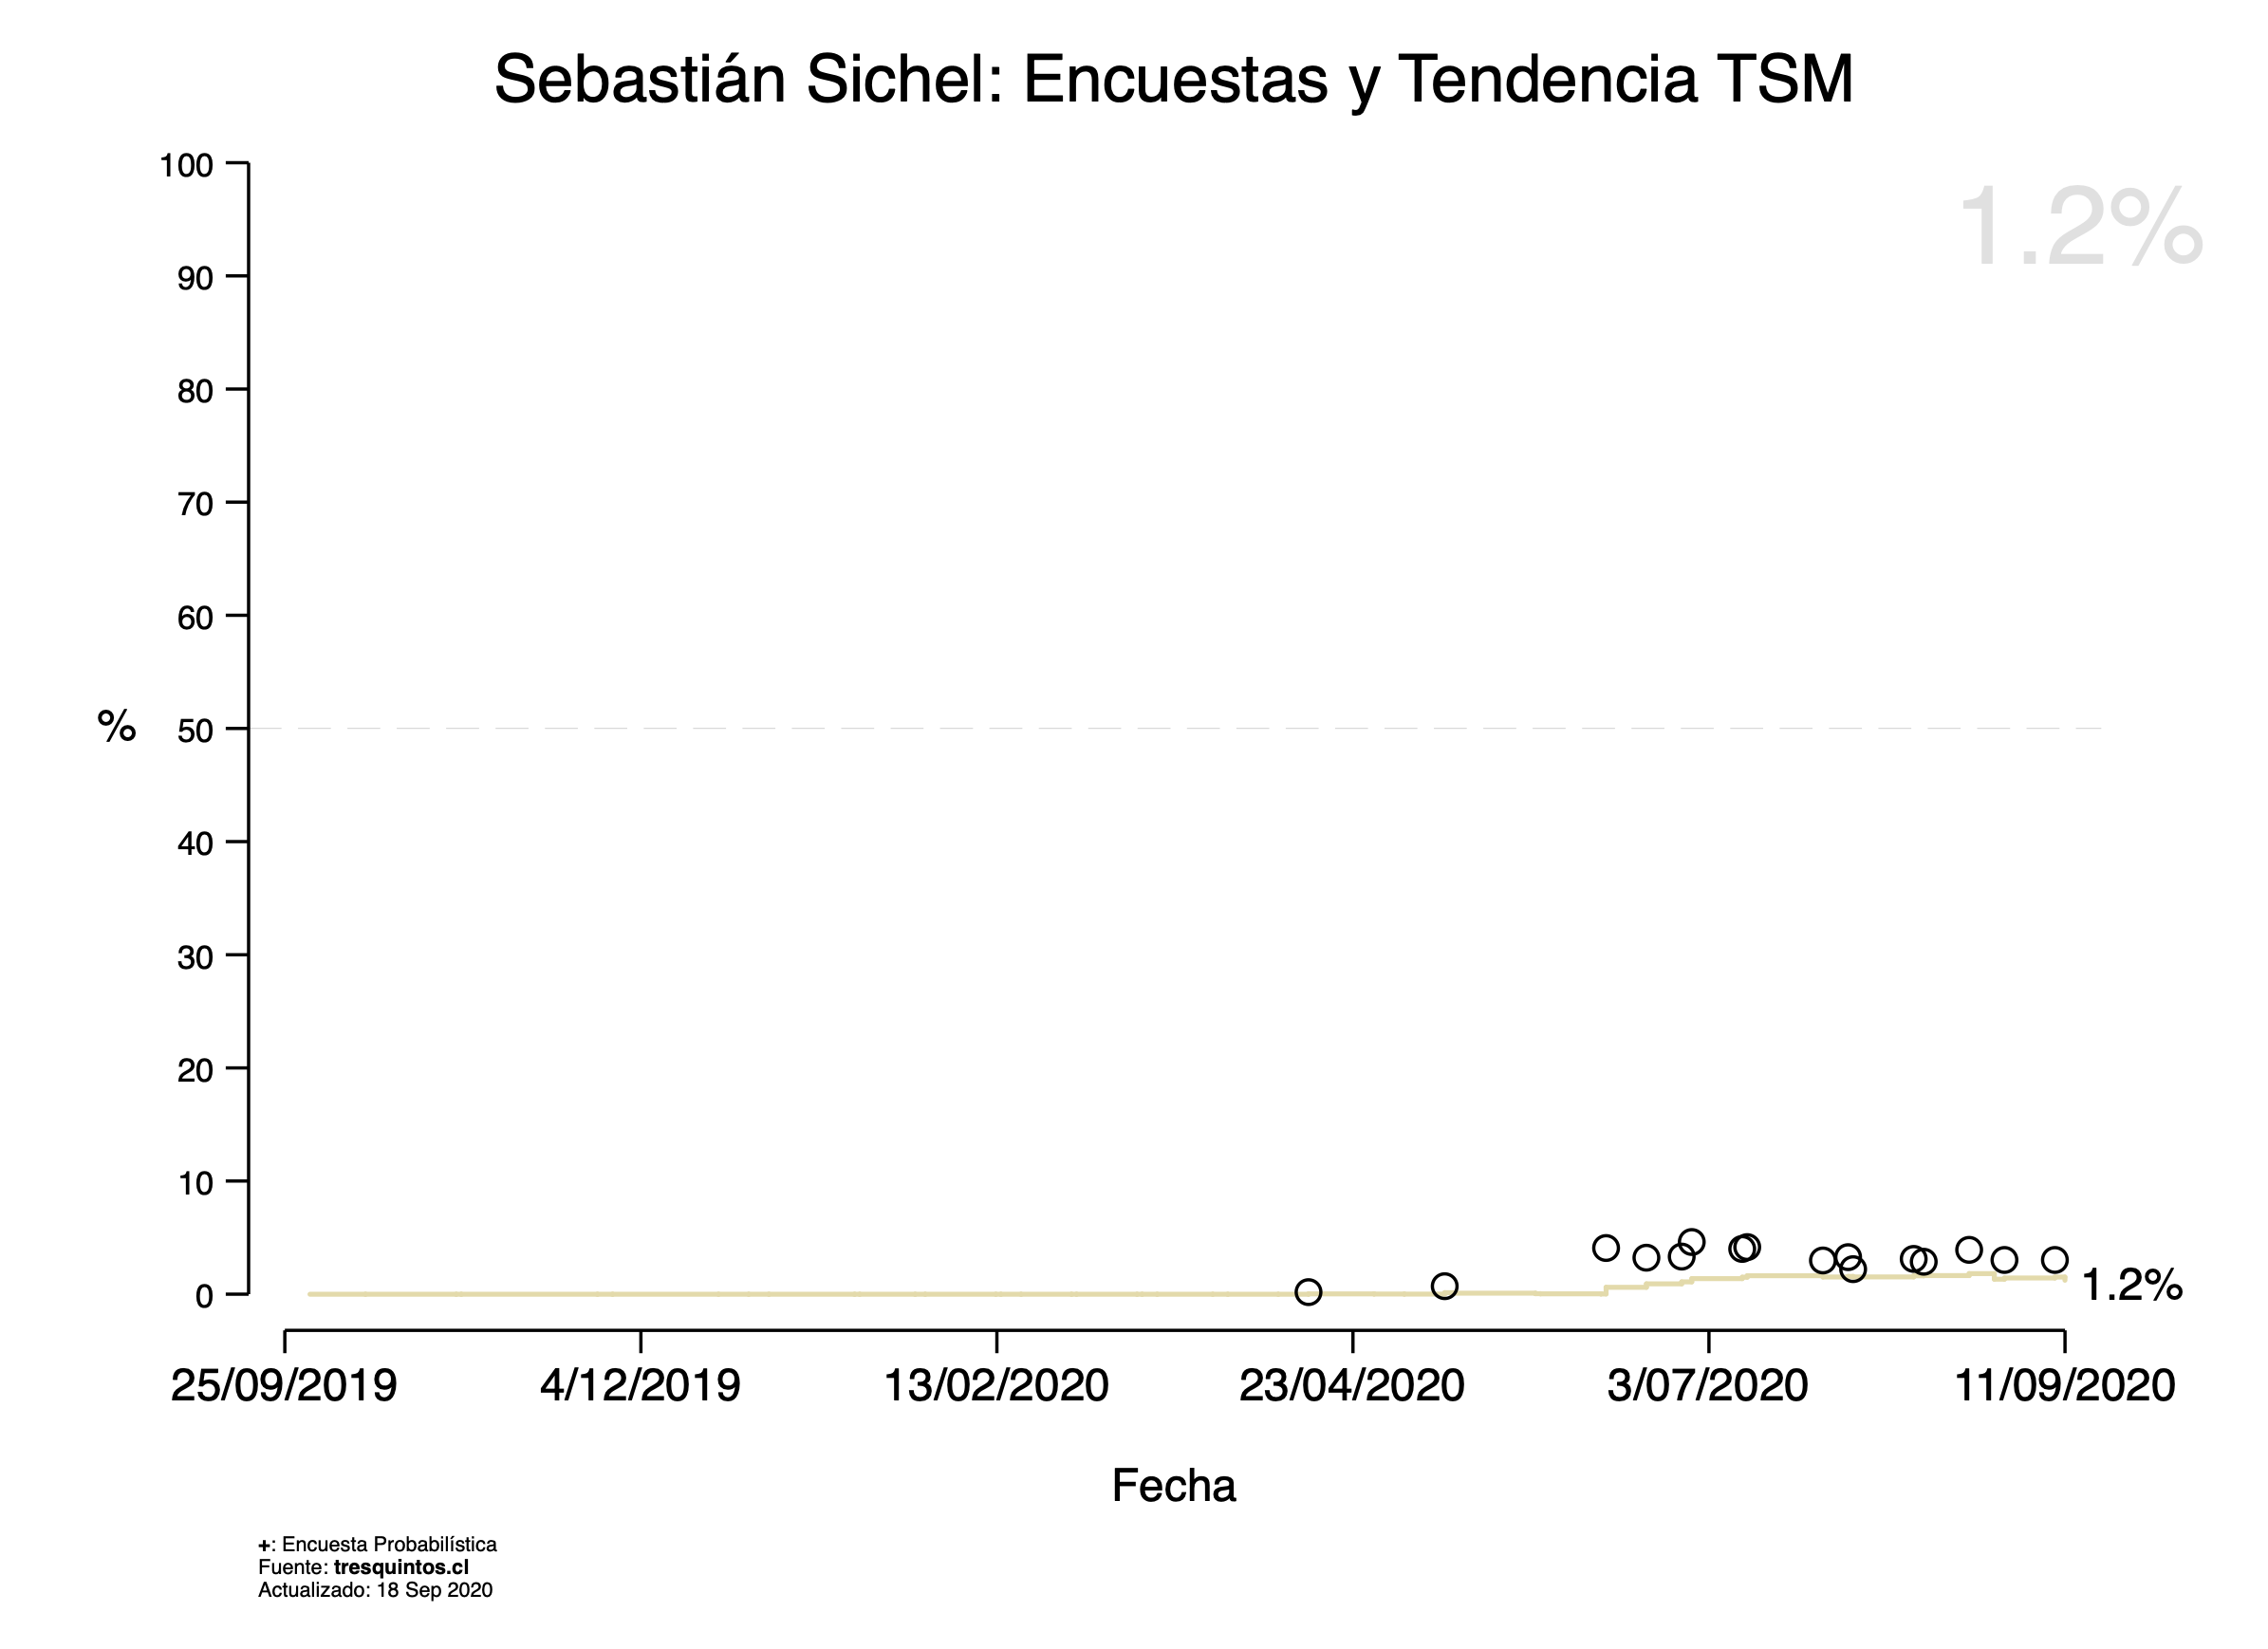 Sebastián Sichel: Encuestas y Tendencia TSM
1.2%
100
90
80
70
60
% 50
40
30
20
10
0
1.2%
25/09/2019 4/12/2019 13/02/2020 23/04/2020 3/07/2020 11/09/2020
Fecha
+: Encuesta Probabilística
Fuente: tresquintos.cl
Actualizado: 18 Sep 2020